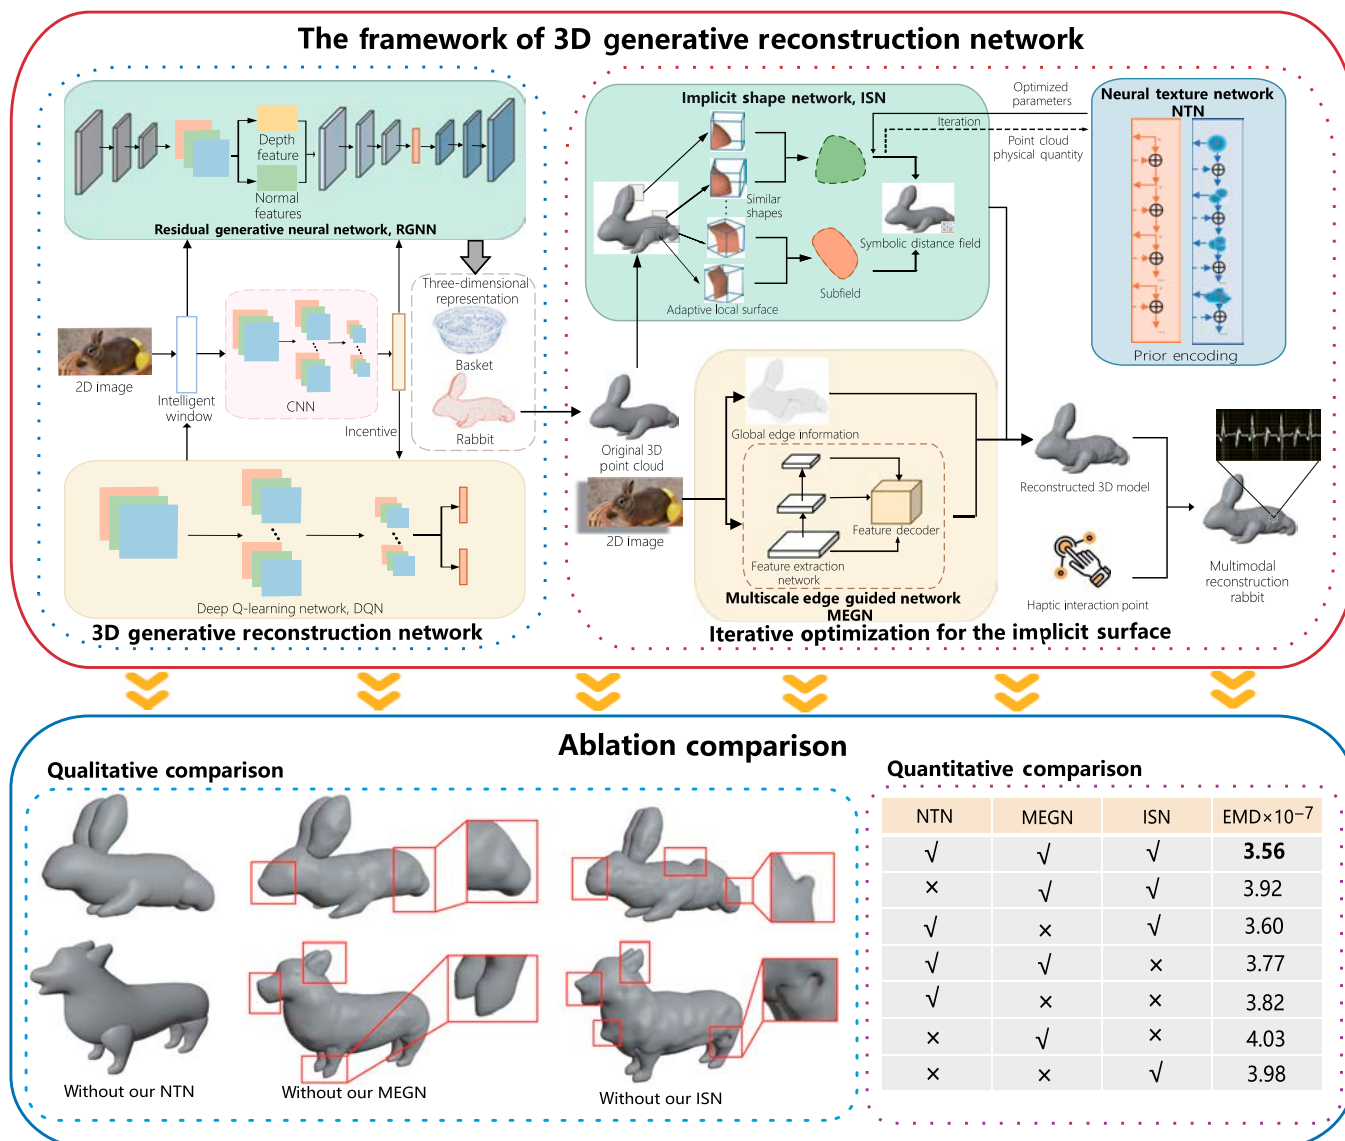 The framework of 3D generative reconstruction network
Depth
feature
Normal
features
Residual generative neural network, RGNN
2D image
Intelligent
window
CNN
Incentive
Three-dimensional
representation
Basket
Rabbit
Deep Q-learning network, DQN
3D generative reconstruction network
Implicit shape network, ISN
Similar
shapes
Adaptive local surface
Subfield
Symbolic distance field
Optimized
parameters
Iteration
Point cloud
physical quantity
Neural texture network
NTN
Prior encoding
Original 3D
point cloud
2D image
Global edge information
Feature extraction
network
Feature decoder
Multiscale edge guided network
MEGN
Reconstructed 3D model
Haptic interaction point
Multimodal
reconstruction
rabbit
Iterative optimization for the implicit surface
Ablation comparison
Qualitative comparison
Without our NTN
Without our MEGN
Without our ISN
Quantitative comparison
NTN MEGN ISN EMD×10⁻⁷
√ √ √ 3.56
× √ √ 3.92
√ × √ 3.60
√ √ × 3.77
√ × × 3.82
× √ × 4.03
× × √ 3.98